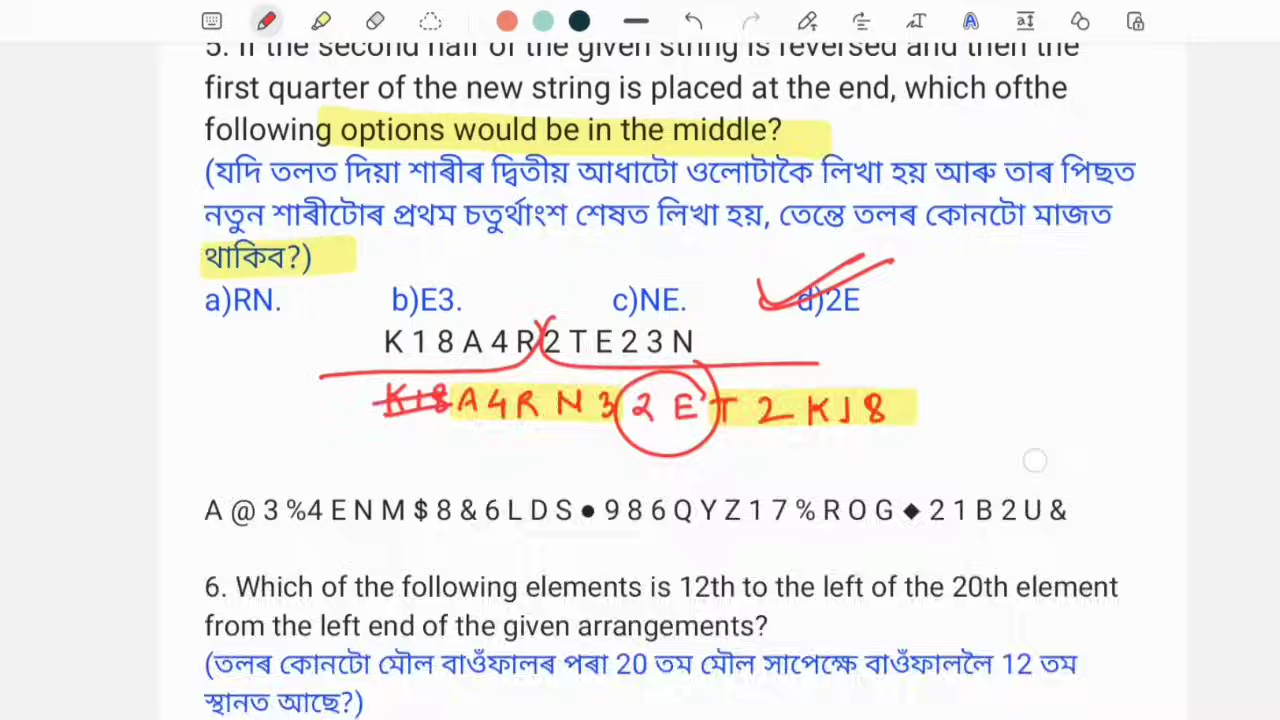 5. If the second half of the given string is reversed and then the
first quarter of the new string is placed at the end, which ofthe
following options would be in the middle?
(যদি তলত দিয়া শাৰীৰ দ্বিতীয় আধাটো ওলোটাকৈ লিখা হয় আৰু তাৰ পিছত
নতুন শাৰীটোৰ প্ৰথম চতুৰ্থাংশ শেষত লিখা হয়, তেন্তে তলৰ কোনটো মাজত
থাকিব?)
a)RN. b)E3. c)NE. d)2E
K 1 8 A 4 R 2 T E 2 3 N
K18 A 4 R N 3 2 E T 2 K 1 8
A @ 3 %4 E N M $ 8 & 6 L D S ● 9 8 6 Q Y Z 1 7 % R O G ◆ 2 1 B 2 U &
6. Which of the following elements is 12th to the left of the 20th element
from the left end of the given arrangements?
(তলৰ কোনটো মৌল বাওঁফালৰ পৰা 20 তম মৌল সাপেক্ষে বাওঁফাললৈ 12 তম
স্থানত আছে?)